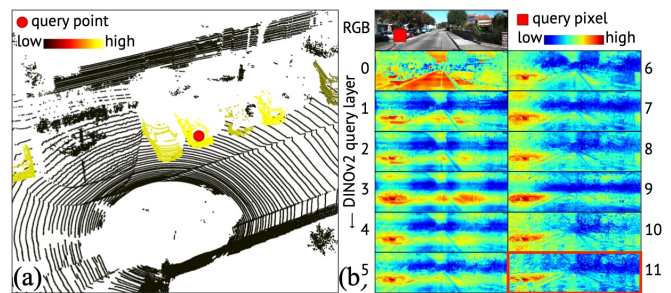 query point
low high
(a)
RGB
query pixel
low high
← DINOv2 query layer
0
1
2
3
4
5
6
7
8
9
10
11
(b)